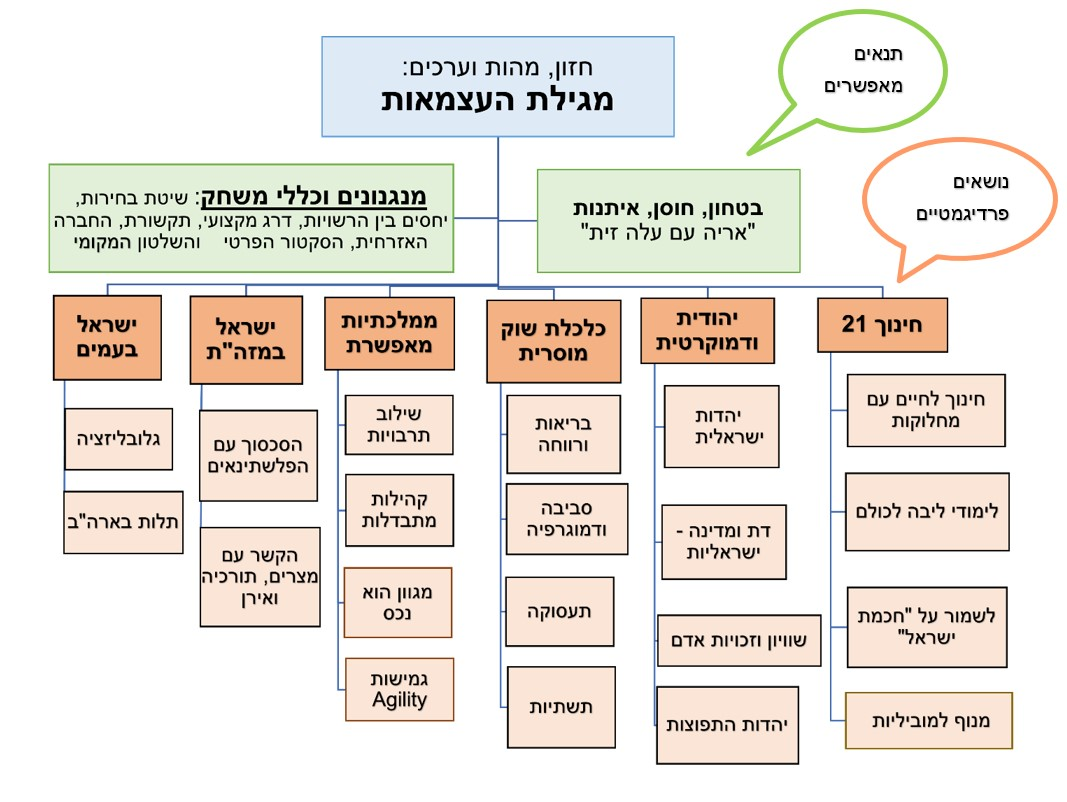 חזון, מהות וערכים:
מגילת העצמאות
תנאים
מאפשרים
נושאים
פרדיגמטיים
בטחון, חוסן, איתנות
"אריה עם עלה זית"
מנגנונים וכללי משחק: שיטת בחירות,
יחסים בין הרשויות, דרג מקצועי, תקשורת, החברה
האזרחית, הסקטור הפרטי והשלטון המקומי
חינוך 21
חינוך לחיים עם
מחלוקות
לימודי ליבה לכולם
לשמור על "חכמת
ישראל"
מנוף למוביליות
יהודית
ודמוקרטית
יהדות
ישראלית
דת ומדינה -
ישראליות
שוויון וזכויות אדם
יהדות התפוצות
כלכלת שוק
מוסרית
בריאות
ורווחה
סביבה
ודמוגרפיה
תעסוקה
תשתיות
ממלכתיות
מאפשרת
שילוב
תרבויות
קהילות
מתבדלות
מגוון הוא
נכס
גמישות
Agility
ישראל
במזה"ת
הסכסוך עם
הפלשתינאים
הקשר עם
מצרים, תורכיה
ואירן
ישראל
בעמים
גלובליזציה
תלות בארה"ב